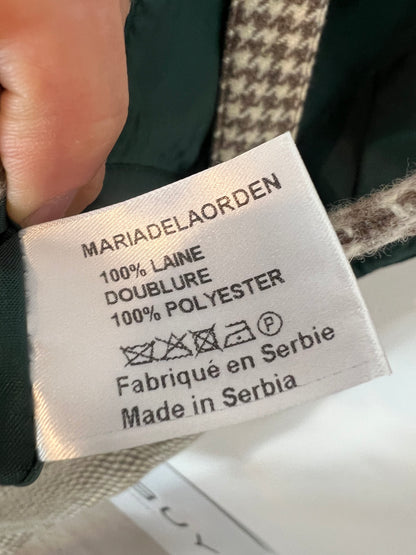 MARIADELAORDEN
100% LAINE
DOUBLURE
100% POLYESTER
P
Fabriqué en Serbie
Made in Serbia